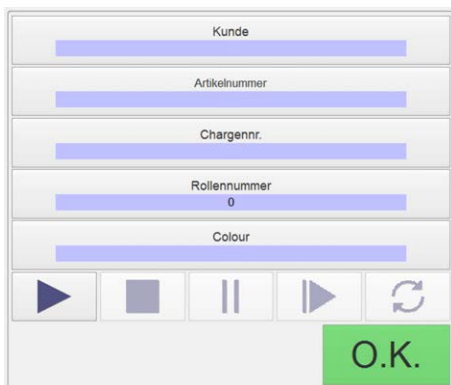 Kunde
Artikelnummer
Chargennr.
Rollennummer
0
Colour
O.K.